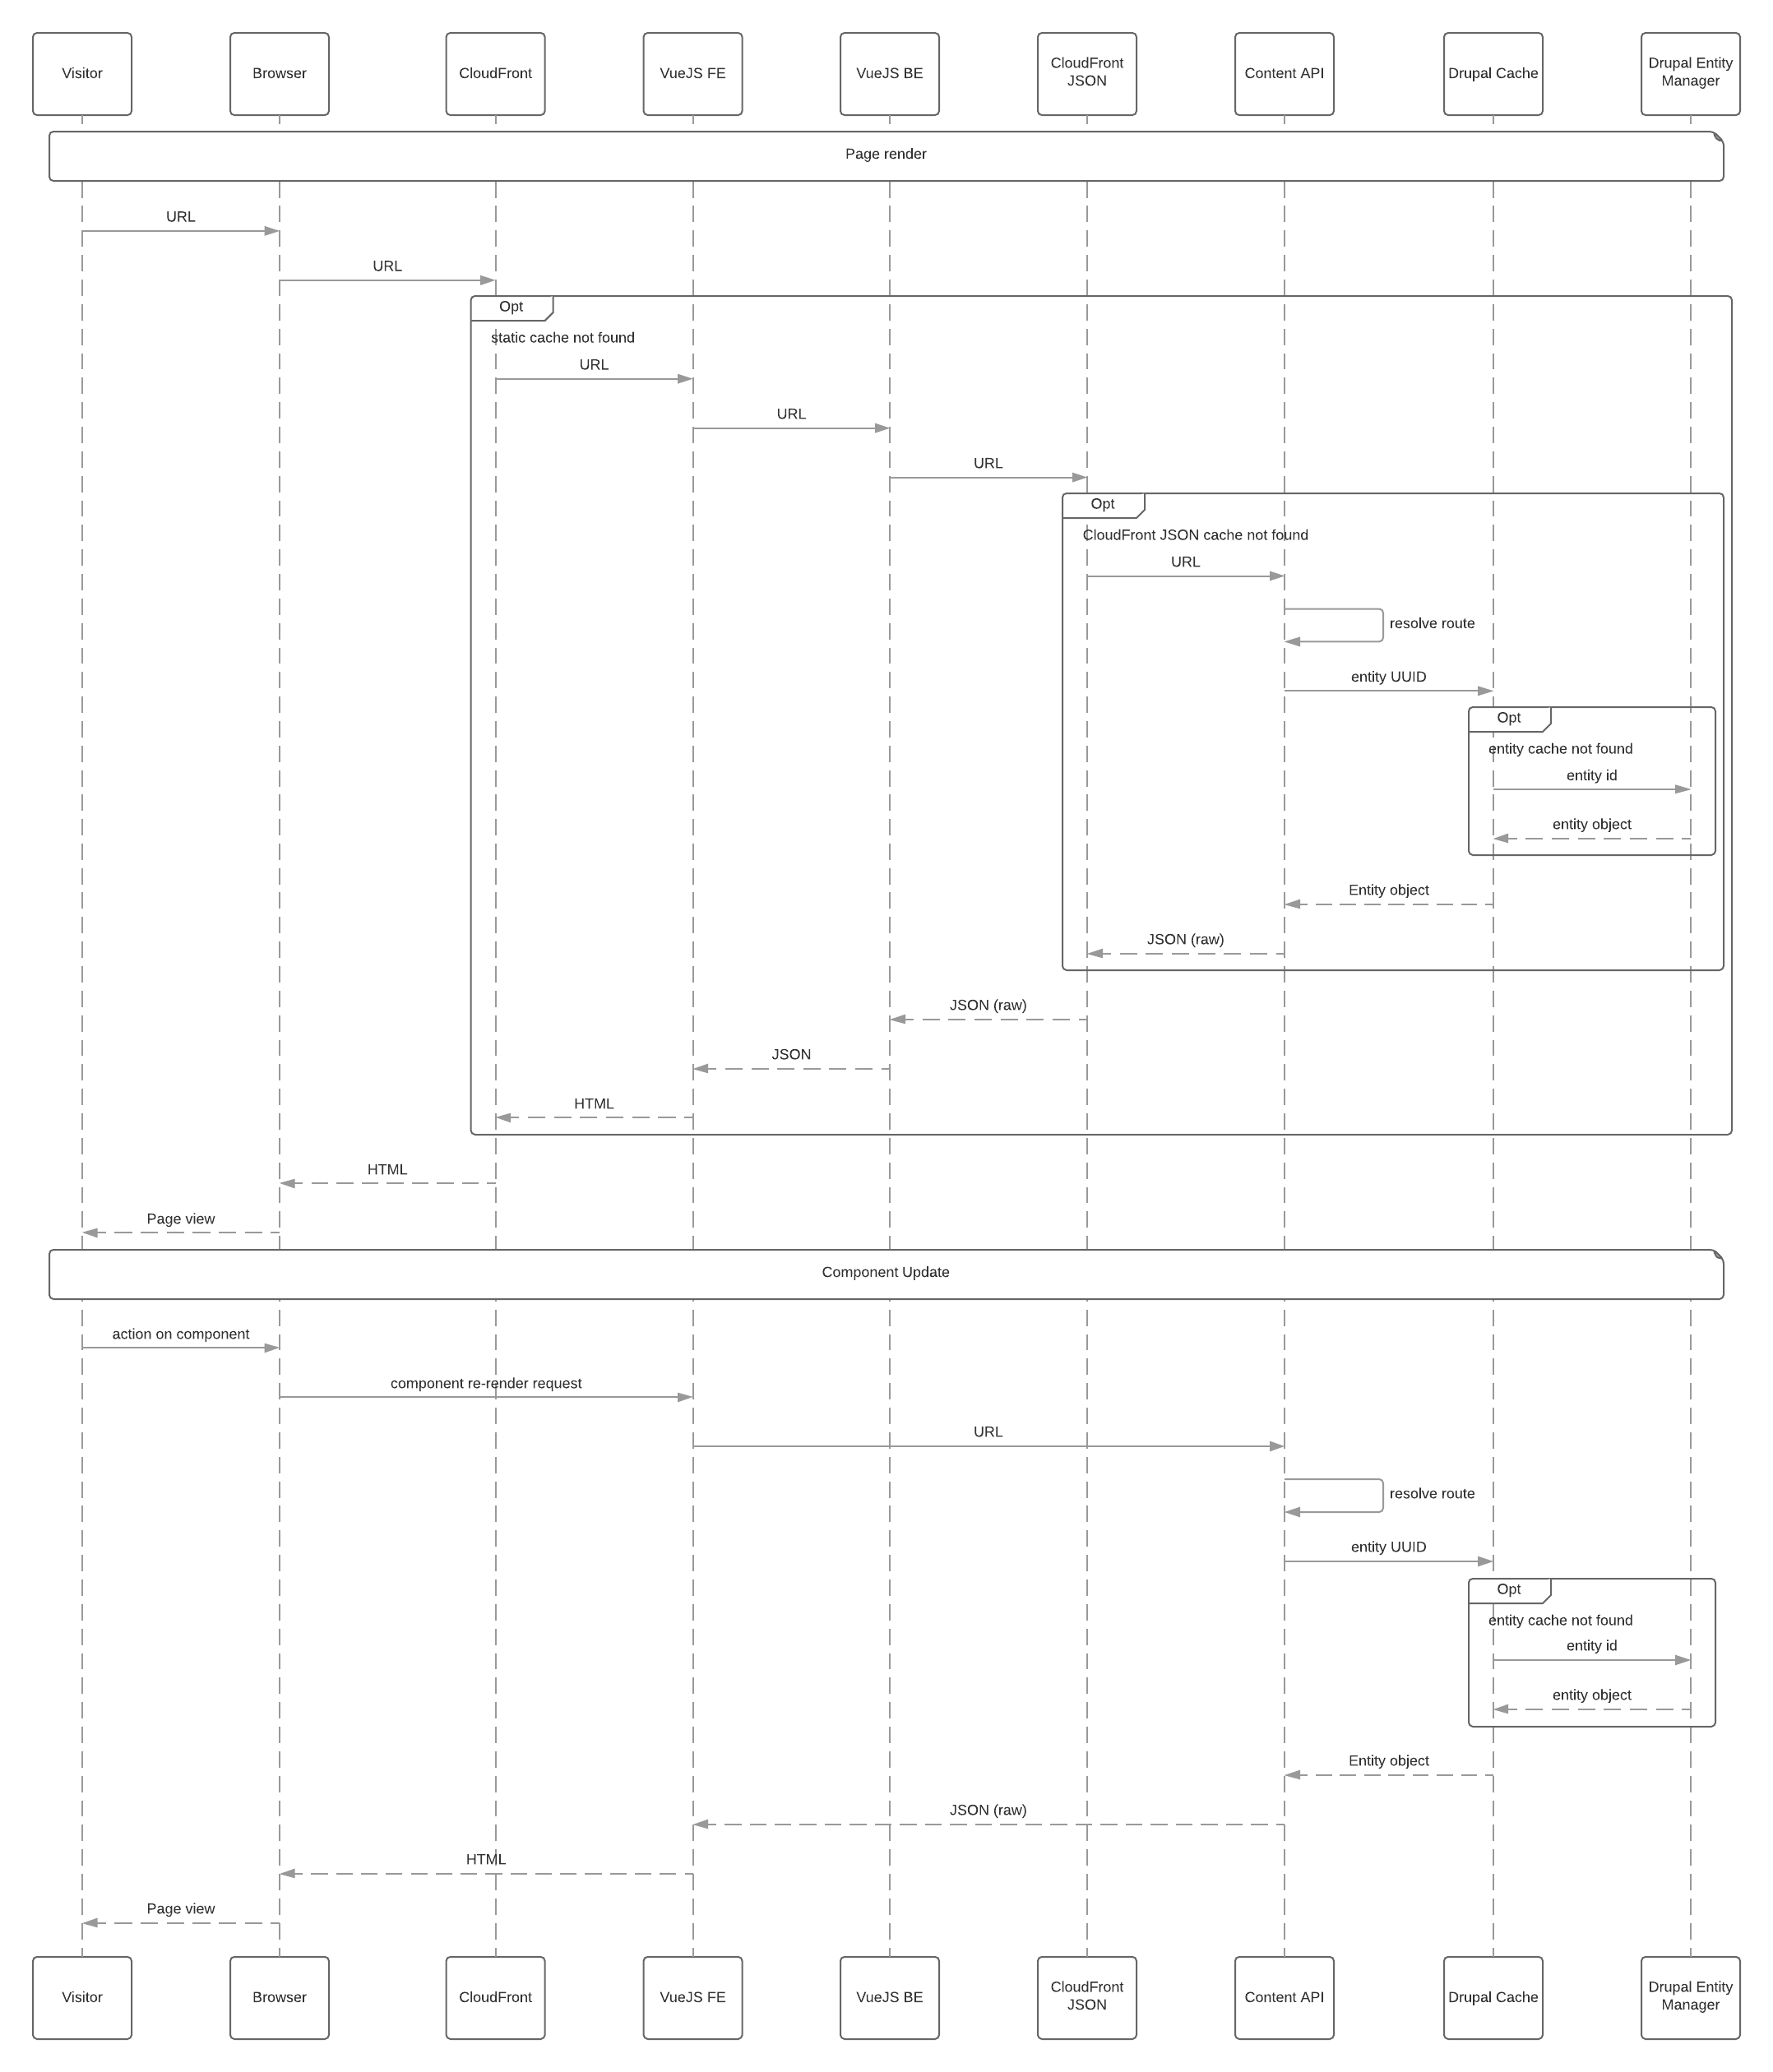 Visitor
Browser
CloudFront
VueJS FE
VueJS BE
CloudFront
JSON
Content API
Drupal Cache
Drupal Entity
Manager
Page render
URL
URL
Opt
static cache not found
URL
URL
URL
Opt
CloudFront JSON cache not found
URL
resolve route
entity UUID
Opt
entity cache not found
entity id
entity object
Entity object
JSON (raw)
JSON (raw)
JSON
HTML
HTML
Page view
Component Update
action on component
component re-render request
URL
resolve route
entity UUID
Opt
entity cache not found
entity id
entity object
Entity object
JSON (raw)
HTML
Page view
Visitor
Browser
CloudFront
VueJS FE
VueJS BE
CloudFront
JSON
Content API
Drupal Cache
Drupal Entity
Manager